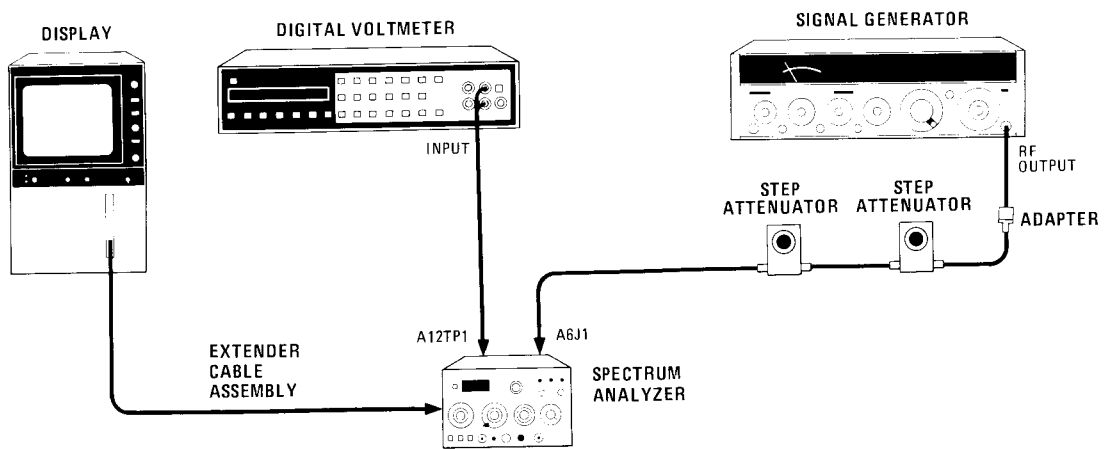 SIGNAL GENERATOR
DISPLAY
DIGITAL VOLTMETER
INPUT
RF
OUTPUT
STEP
ATTENUATOR
STEP
ATTENUATOR
ADAPTER
A12TP1
A6J1
EXTENDER
CABLE
ASSEMBLY
SPECTRUM
ANALYZER